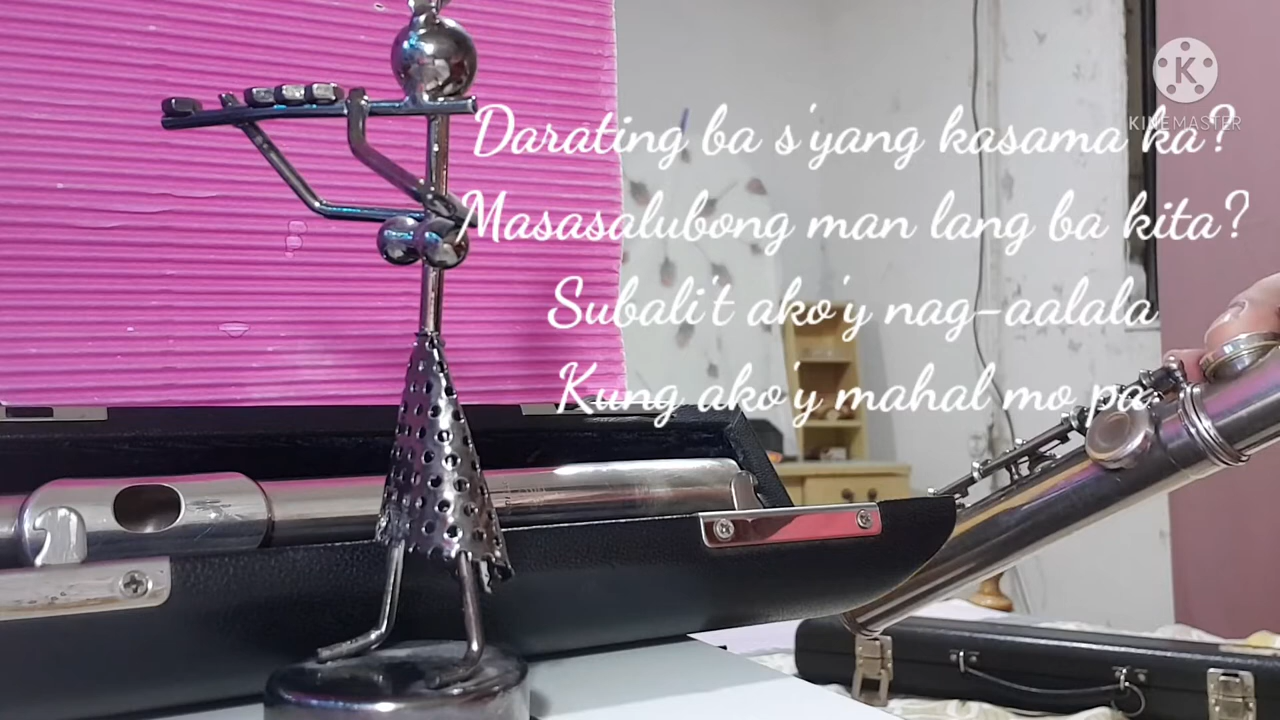 Darating ba s'yang kasama ka?
Masasalubong man lang ba kita?
Subali't ako'y nag-aalala
Kung ako'y mahal mo pa
KINEMASTER